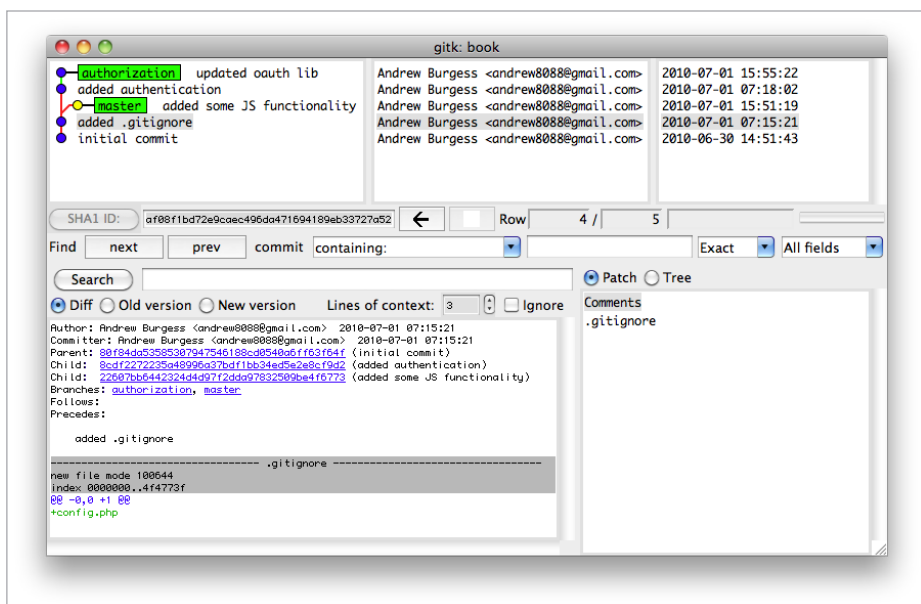 gitk: book
authorization updated oauth lib Andrew Burgess <andrew8088@gmail.com> 2010-07-01 15:55:22
added authentication Andrew Burgess <andrew8088@gmail.com> 2010-07-01 07:18:02
master added some JS functionality Andrew Burgess <andrew8088@gmail.com> 2010-07-01 15:51:19
added .gitignore Andrew Burgess <andrew8088@gmail.com> 2010-07-01 07:15:21
initial commit Andrew Burgess <andrew8088@gmail.com> 2010-06-30 14:51:43
SHA1 ID: af08f1bd72e9caec496da471694189eb33727a52 Row 4 / 5
Find next prev commit containing: Exact All fields
Search Patch Tree
Diff Old version New version Lines of context: 3 Ignore
Comments
.gitignore
Author: Andrew Burgess <andrew8088@gmail.com> 2010-07-01 07:15:21
Committer: Andrew Burgess <andrew8088@gmail.com> 2010-07-01 07:15:21
Parent: 80f84da53585307947546188cd0540a6ff63f64f (initial commit)
Child: 8cdf2272235a48996a37bdf1bb34ed5e2e8cf9d2 (added authentication)
Child: 22607bb6442324d4d97f2dda97832509be4f6773 (added some JS functionality)
Branches: authorization, master
Follows:
Precedes:
added .gitignore
---------------------------------- .gitignore ----------------------------------
new file mode 100644
index 0000000..4f4773f
@@ -0,0 +1 @@
+config.php